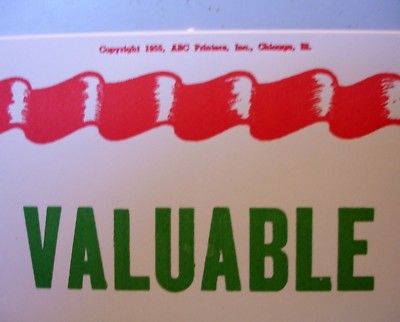 Copyright 1955, ABC Printers, Inc., Chicago, Ill.
VALUABLE